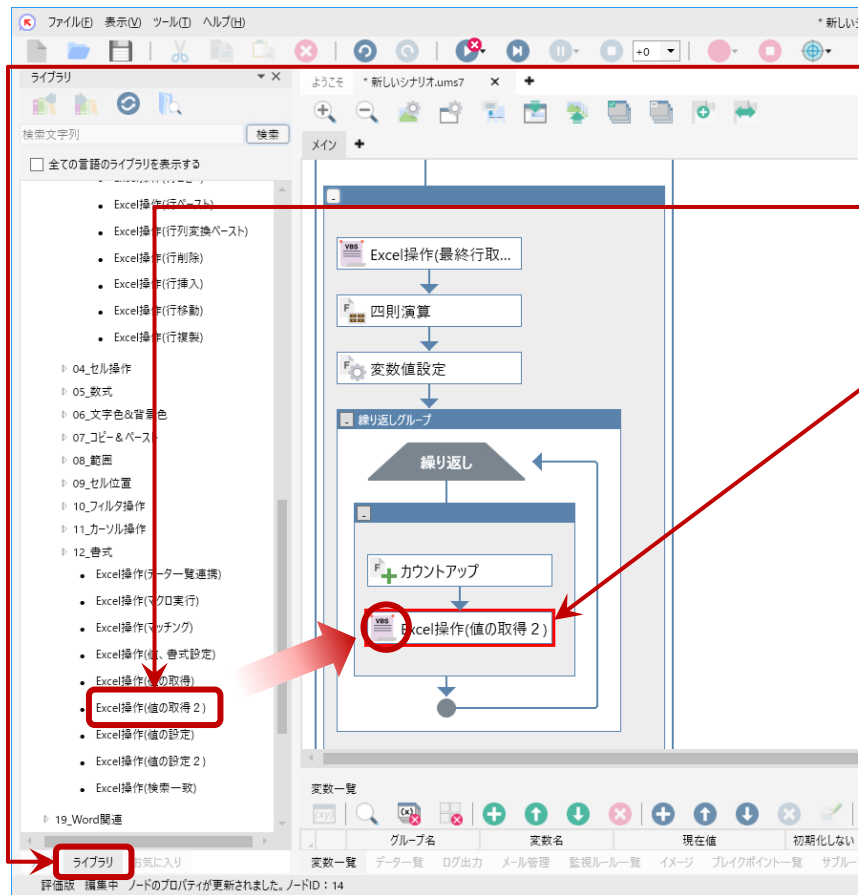 ファイル(F) 表示(V) ツール(T) ヘルプ(H)
* 新しい
+0
ライブラリ
ようこそ * 新しいシナリオ.ums7
検索文字列 検索
メイン
全ての言語のライブラリを表示する
Excel操作(行ペースト)
Excel操作(行列変換ペースト)
Excel操作(行削除)
Excel操作(行挿入)
Excel操作(行移動)
Excel操作(行複製)
04_セル操作
05_数式
06_文字色&背景色
07_コピー&ペースト
08_範囲
09_セル位置
10_フィルタ操作
11_カーソル操作
12_書式
Excel操作(データ一覧連携)
Excel操作(マクロ実行)
Excel操作(マッチング)
Excel操作(値、書式設定)
Excel操作(値の取得)
Excel操作(値の取得２)
Excel操作(値の設定)
Excel操作(値の設定２)
Excel操作(検索一致)
19_Word関連
ライブラリ お気に入り
VBS Excel操作(最終行取...
四則演算
変数値設定
繰り返しグループ
繰り返し
カウントアップ
VBS Excel操作(値の取得２)
変数一覧
グループ名 変数名 現在値 初期化しない
変数一覧 データ一覧 ログ出力 メール管理 監視ルール一覧 イメージ ブレイクポイント一覧 サブルー
評価版 編集中 ノードのプロパティが更新されました。ノードID：14